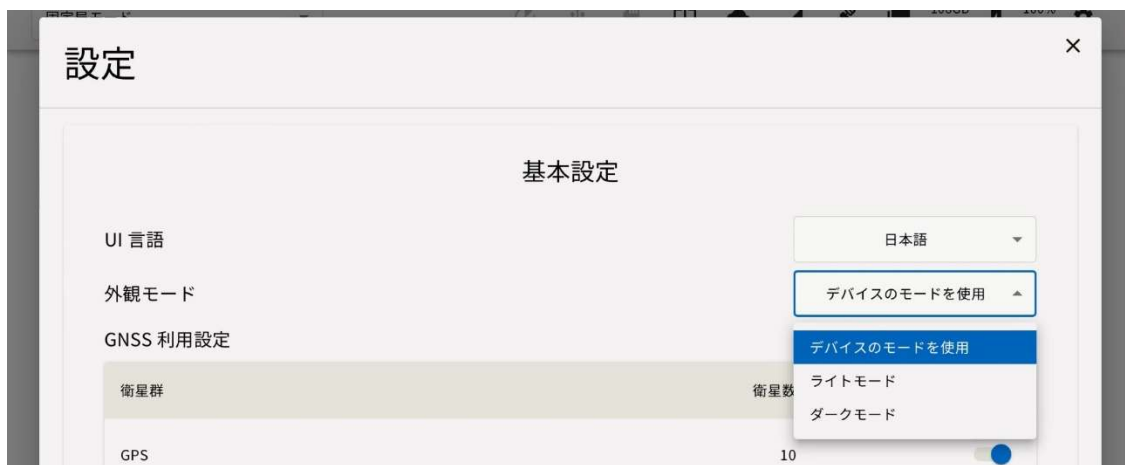 設定
基本設定
UI 言語
日本語
外観モード
デバイスのモードを使用
GNSS 利用設定
デバイスのモードを使用
衛星群
衛星数
ライトモード
ダークモード
GPS
10